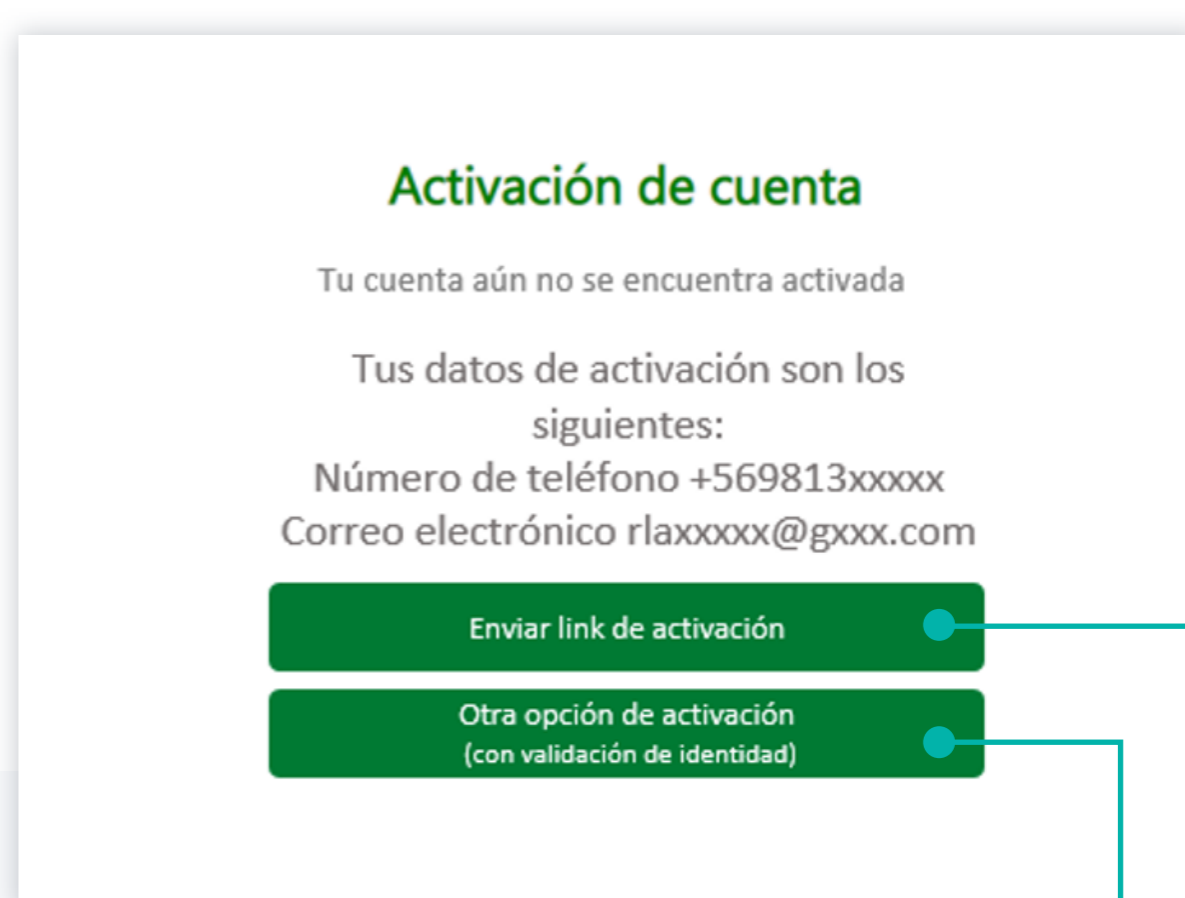 Activación de cuenta
Tu cuenta aún no se encuentra activada
Tus datos de activación son los
siguientes:
Número de teléfono +569813xxxxx
Correo electrónico rlaxxxxx@gxxx.com
Enviar link de activación
Otra opción de activación
(con validación de identidad)